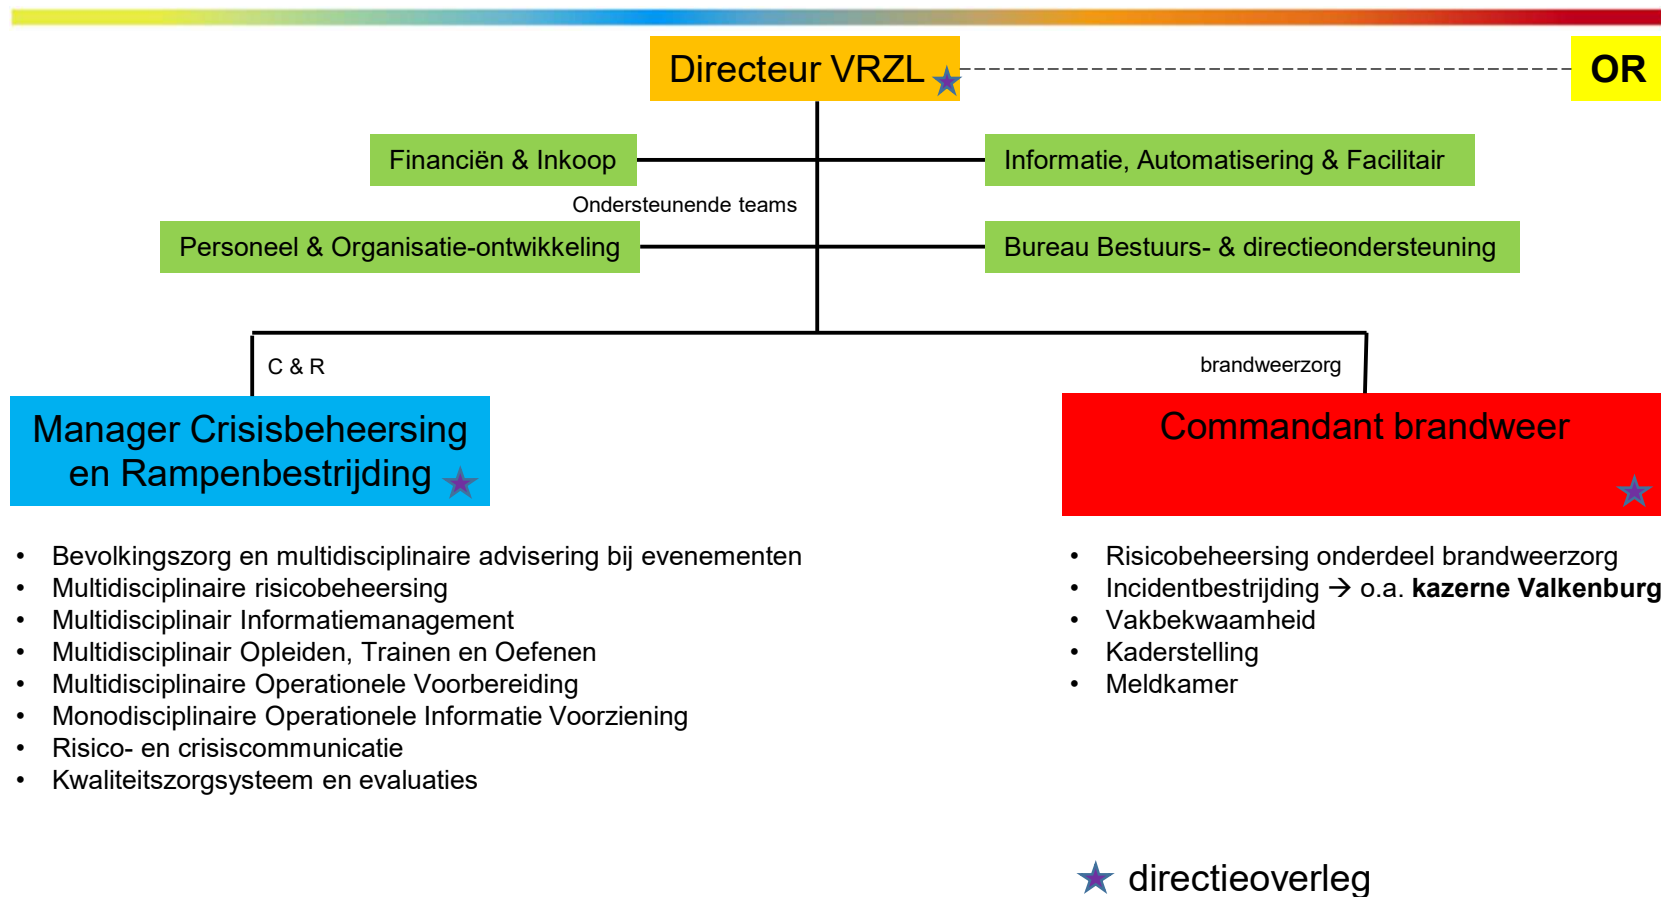 Directeur VRZL
OR
Financiën & Inkoop
Informatie, Automatisering & Facilitair
Ondersteunende teams
Personeel & Organisatie-ontwikkeling
Bureau Bestuurs- & directieondersteuning
C & R
brandweerzorg
Manager Crisisbeheersing
en Rampenbestrijding
Commandant brandweer
• Bevolkingszorg en multidisciplinaire advisering bij evenementen
• Multidisciplinaire risicobeheersing
• Multidisciplinair Informatiemanagement
• Multidisciplinair Opleiden, Trainen en Oefenen
• Multidisciplinaire Operationele Voorbereiding
• Monodisciplinaire Operationele Informatie Voorziening
• Risico- en crisiscommunicatie
• Kwaliteitszorgsysteem en evaluaties
• Risicobeheersing onderdeel brandweerzorg
• Incidentbestrijding → o.a. kazerne Valkenburg
• Vakbekwaamheid
• Kaderstelling
• Meldkamer
directieoverleg